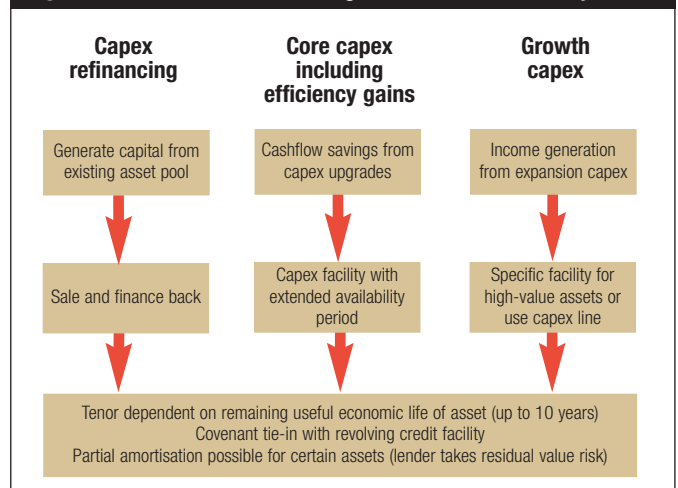 Capex
refinancing
Core capex
including
efficiency gains
Growth
capex
Generate capital from
existing asset pool
Cashflow savings from
capex upgrades
Income generation
from expansion capex
Sale and finance back
Capex facility with
extended availability
period
Specific facility for
high-value assets or
use capex line
Tenor dependent on remaining useful economic life of asset (up to 10 years)
Covenant tie-in with revolving credit facility
Partial amortisation possible for certain assets (lender takes residual value risk)